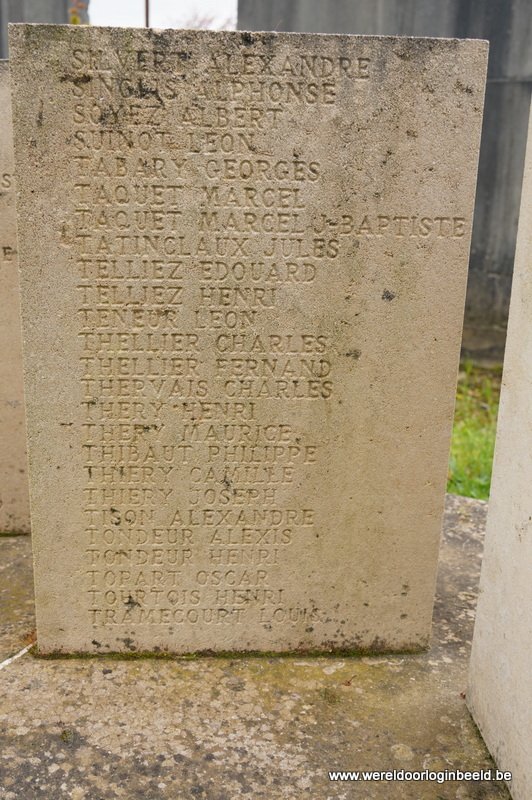 SILVERT ALEXANDRE
SINGLIS ALPHONSE
SOYEZ ALBERT
SUINOT LEON
TABARY GEORGES
TAQUET MARCEL
TAQUET MARCEL J-BAPTISTE
TATINCLAUX JULES
TELLIEZ EDOUARD
TELLIEZ HENRI
TENEUR LEON
THELLIER CHARLES
THELLIER FERNAND
THERVAIS CHARLES
THERY HENRI
THERY MAURICE
THIBAUT PHILIPPE
THIERY CAMILLE
THIERY JOSEPH
TISON ALEXANDRE
TONDEUR ALEXIS
TONDEUR HENRI
TOPART OSCAR
TOURTOIS HENRI
TRAMECOURT LOUIS
www.wereldoorloginbeeld.be